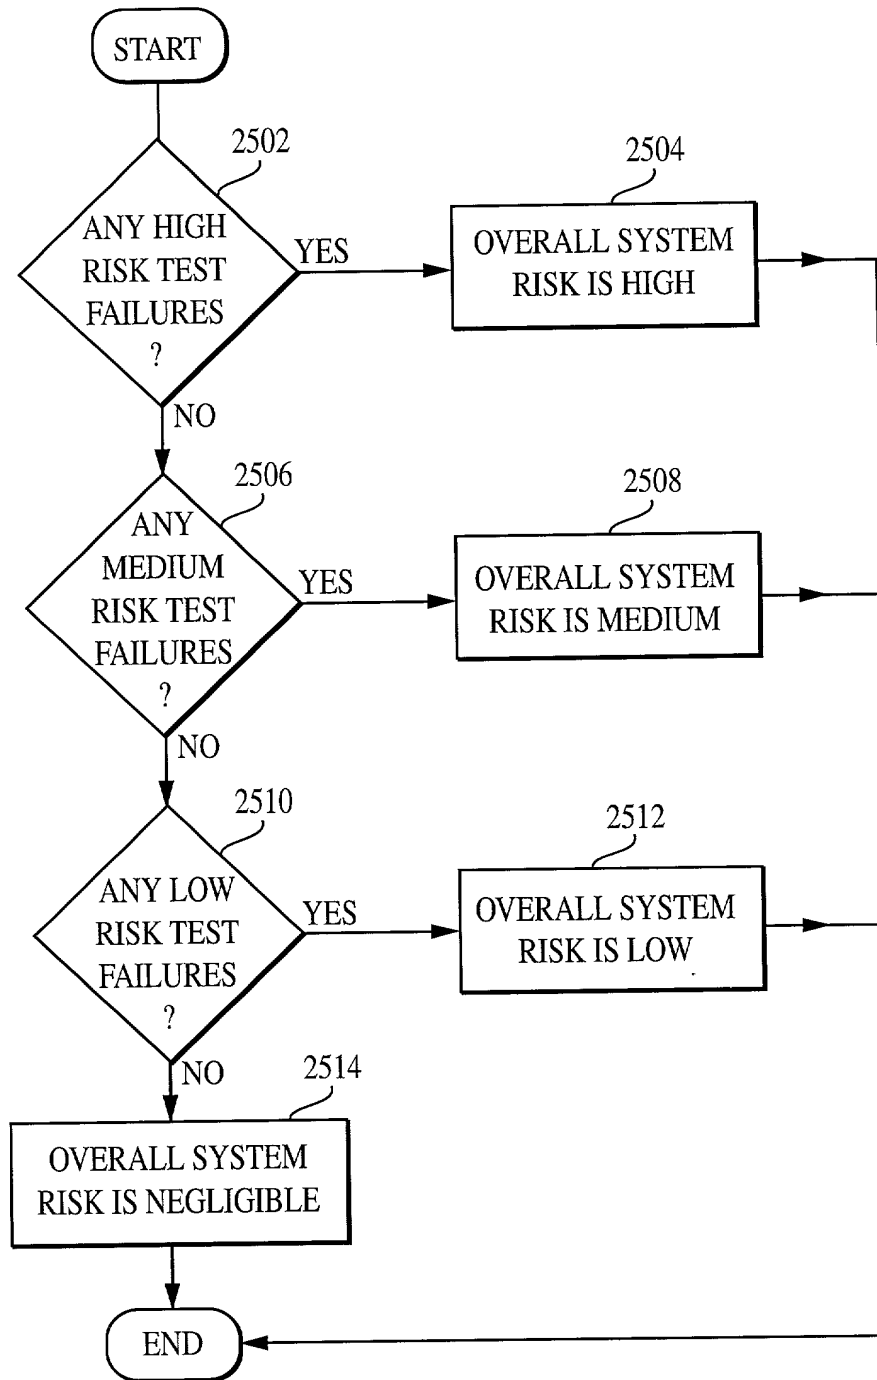 START
2502
2504
ANY HIGH
RISK TEST
FAILURES
?
YES
OVERALL SYSTEM
RISK IS HIGH
NO
2506
2508
ANY
MEDIUM
RISK TEST
FAILURES
?
YES
OVERALL SYSTEM
RISK IS MEDIUM
NO
2510
2512
ANY LOW
RISK TEST
FAILURES
?
YES
OVERALL SYSTEM
RISK IS LOW
NO
2514
OVERALL SYSTEM
RISK IS NEGLIGIBLE
END